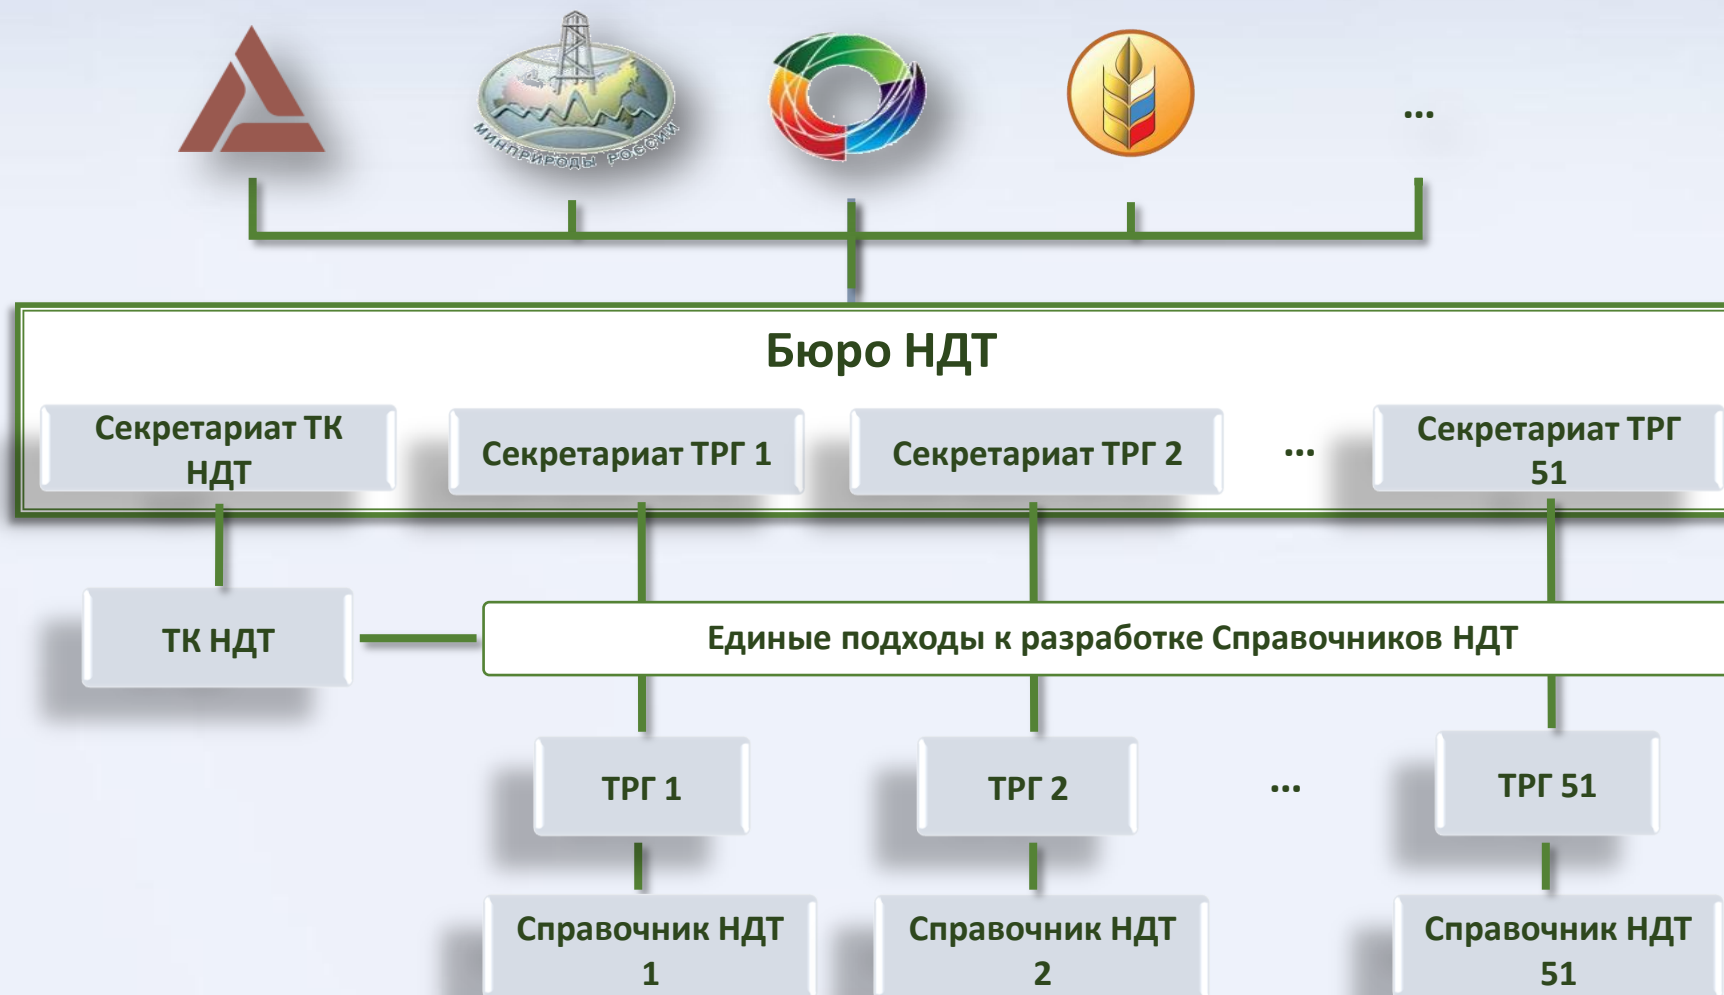 МИНПРИРОДЫ РОССИИ
...
Бюро НДТ
Секретариат ТК
НДТ
Секретариат ТРГ 1
Секретариат ТРГ 2
...
Секретариат ТРГ
51
ТК НДТ
Единые подходы к разработке Справочников НДТ
ТРГ 1
ТРГ 2
...
ТРГ 51
Справочник НДТ
1
Справочник НДТ
2
Справочник НДТ
51